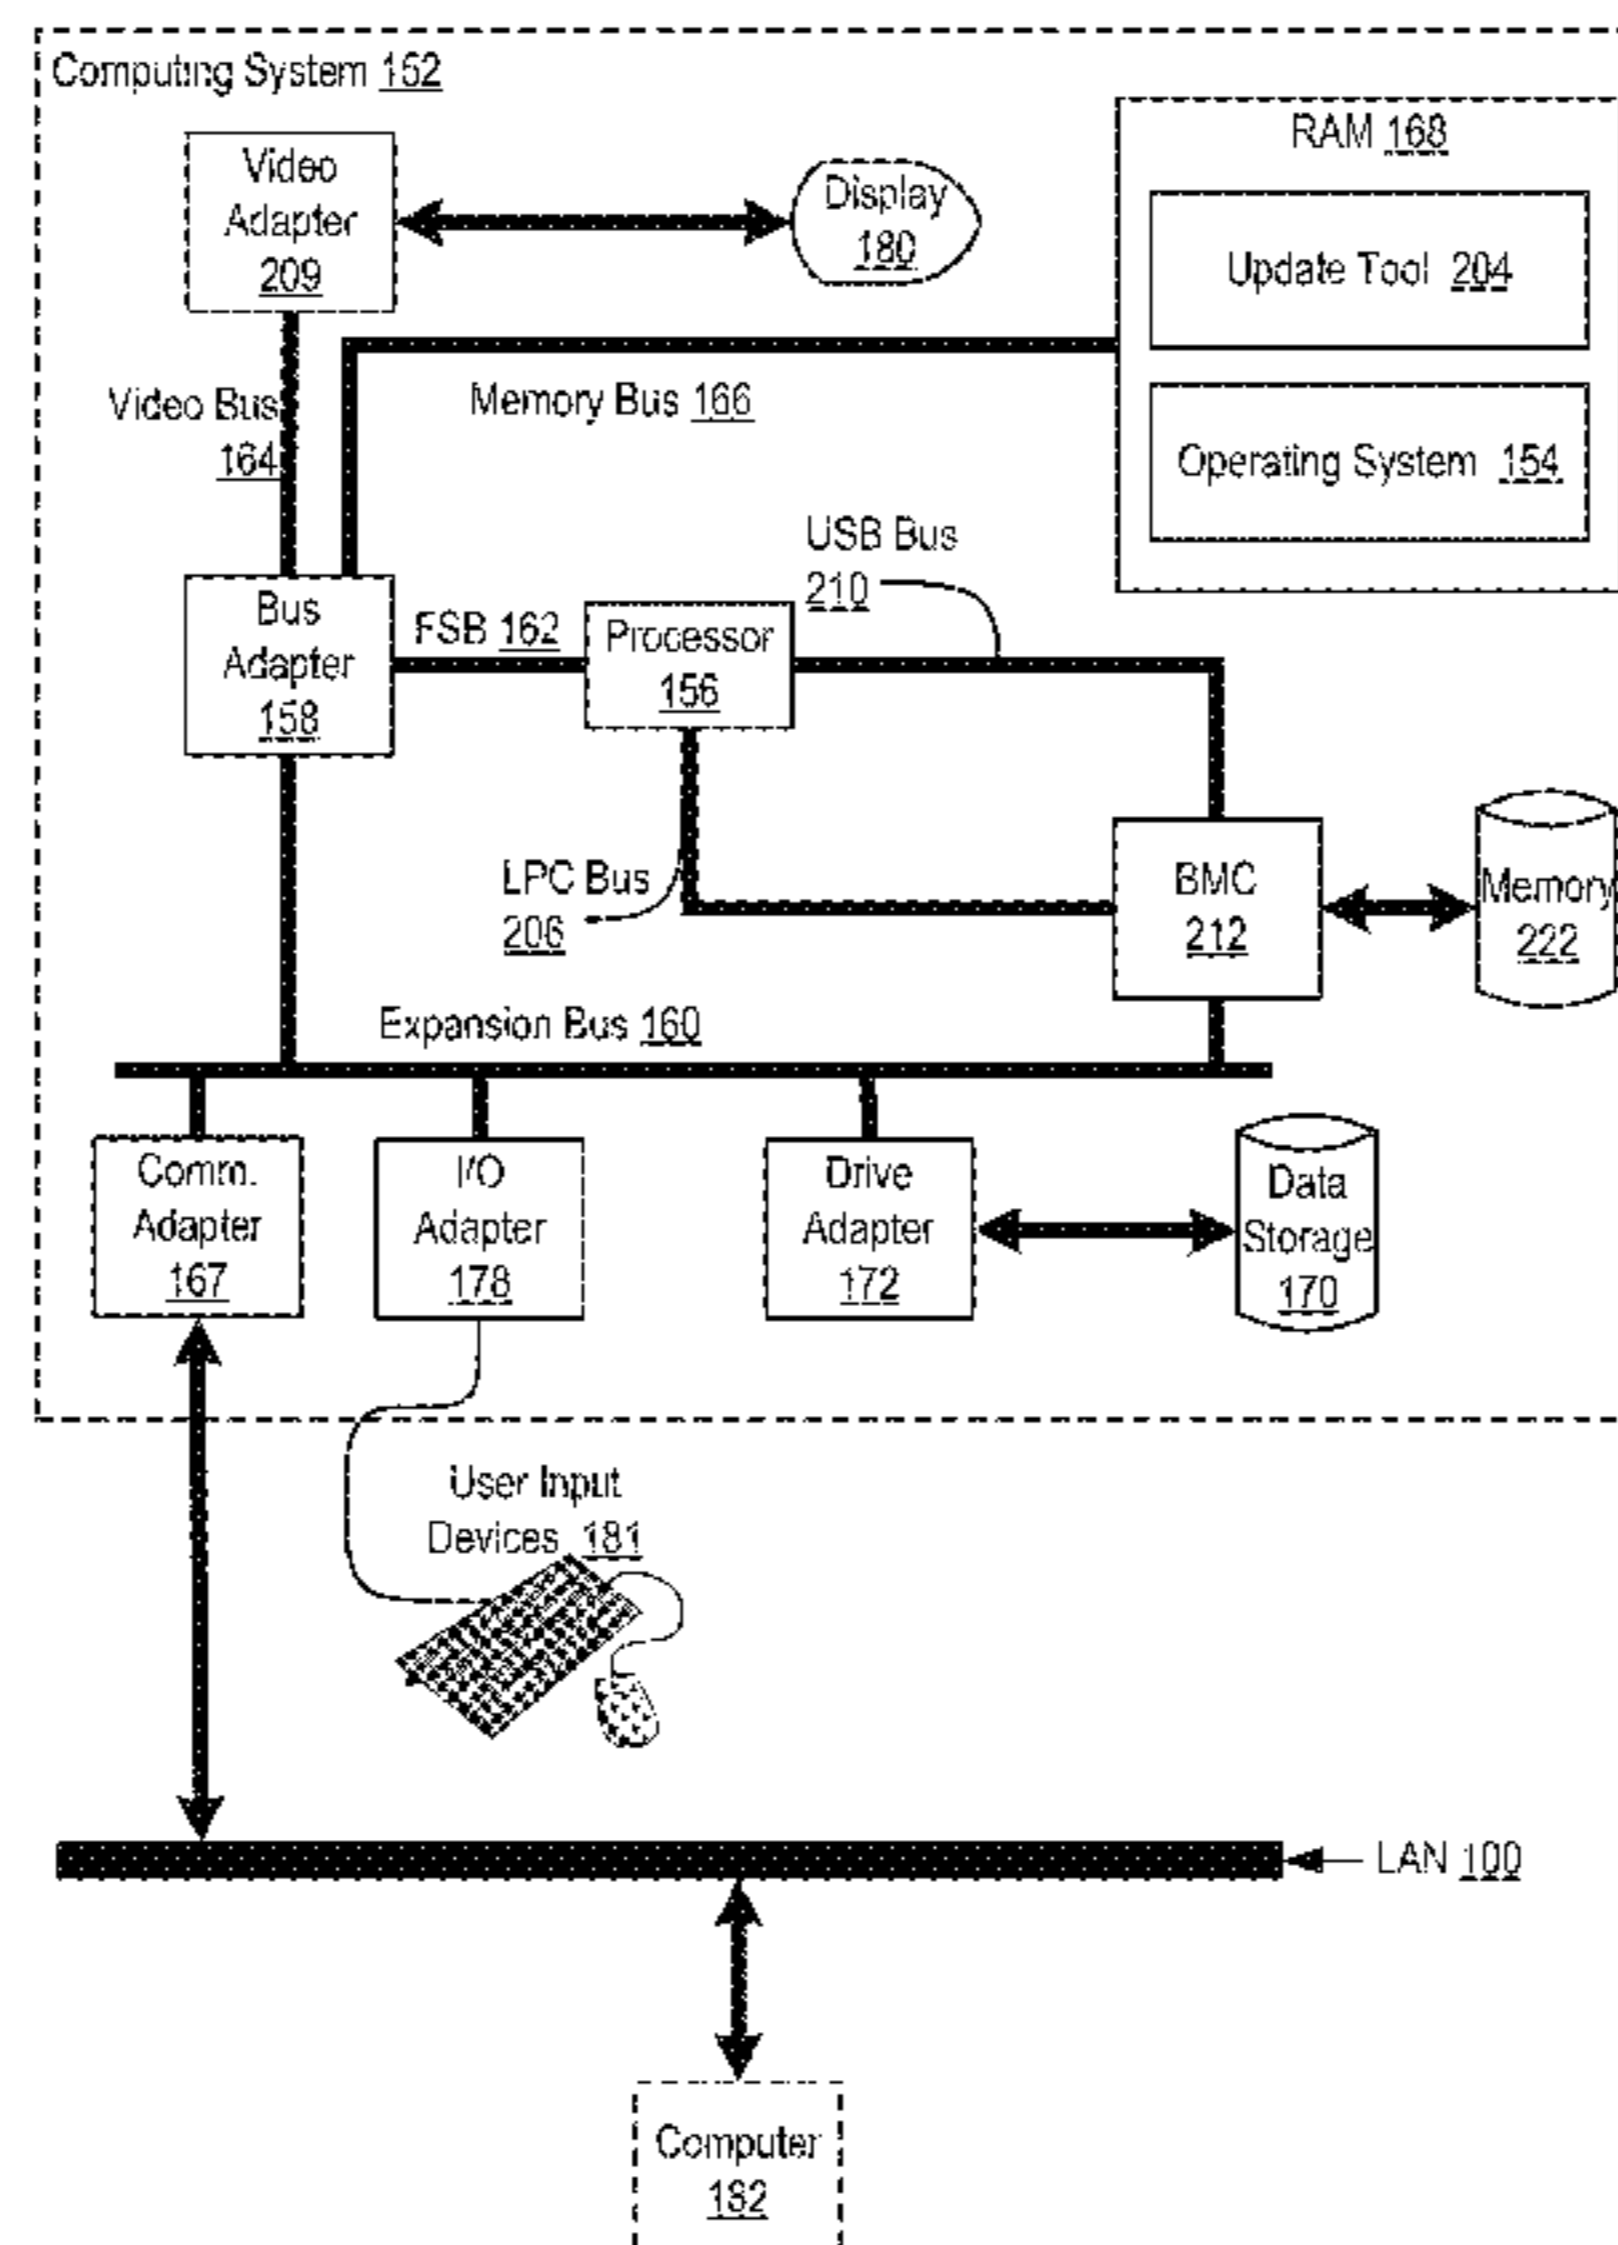 Computing System 152
RAM 168
Video
Adapter
209
Display
180
Update Tool 204
Video Bus
164
Memory Bus 166
Operating System 154
USB Bus
210
Bus
Adapter
158
FSB 162
Processor
156
LPC Bus
206
BMC
212
Memory
222
Expansion Bus 160
Comm.
Adapter
167
I/O
Adapter
178
Drive
Adapter
172
Data
Storage
170
User Input
Devices 181
LAN 100
Computer
182